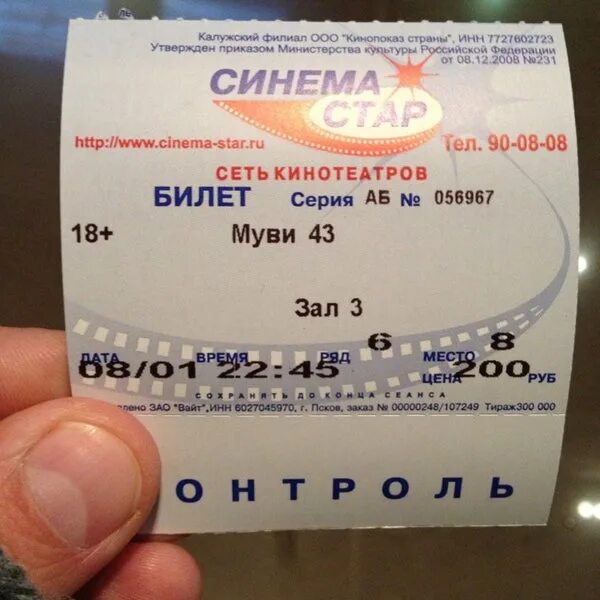 Калужский филиал ООО "Кинопоказ страны", ИНН 7727602723
Утвержден приказом Министерства культуры Российской Федерации
от 08.12.2008 №231
СИНЕМА
СТАР
http://www.cinema-star.ru Тел. 90-08-08
СЕТЬ КИНОТЕАТРОВ
БИЛЕТ Серия АБ № 056967
18+ Муви 43
Зал 3
6 8
ДАТА ВРЕМЯ РЯД МЕСТО
08/01 22:45 ЦЕНА 200 РУБ
СОХРАНЯТЬ ДО КОНЦА СЕАНСА
ЗАО "Вайт", ИНН 6027045970, г. Псков, заказ № 00000248/107249 Тираж300 000
ОНТРОЛЬ